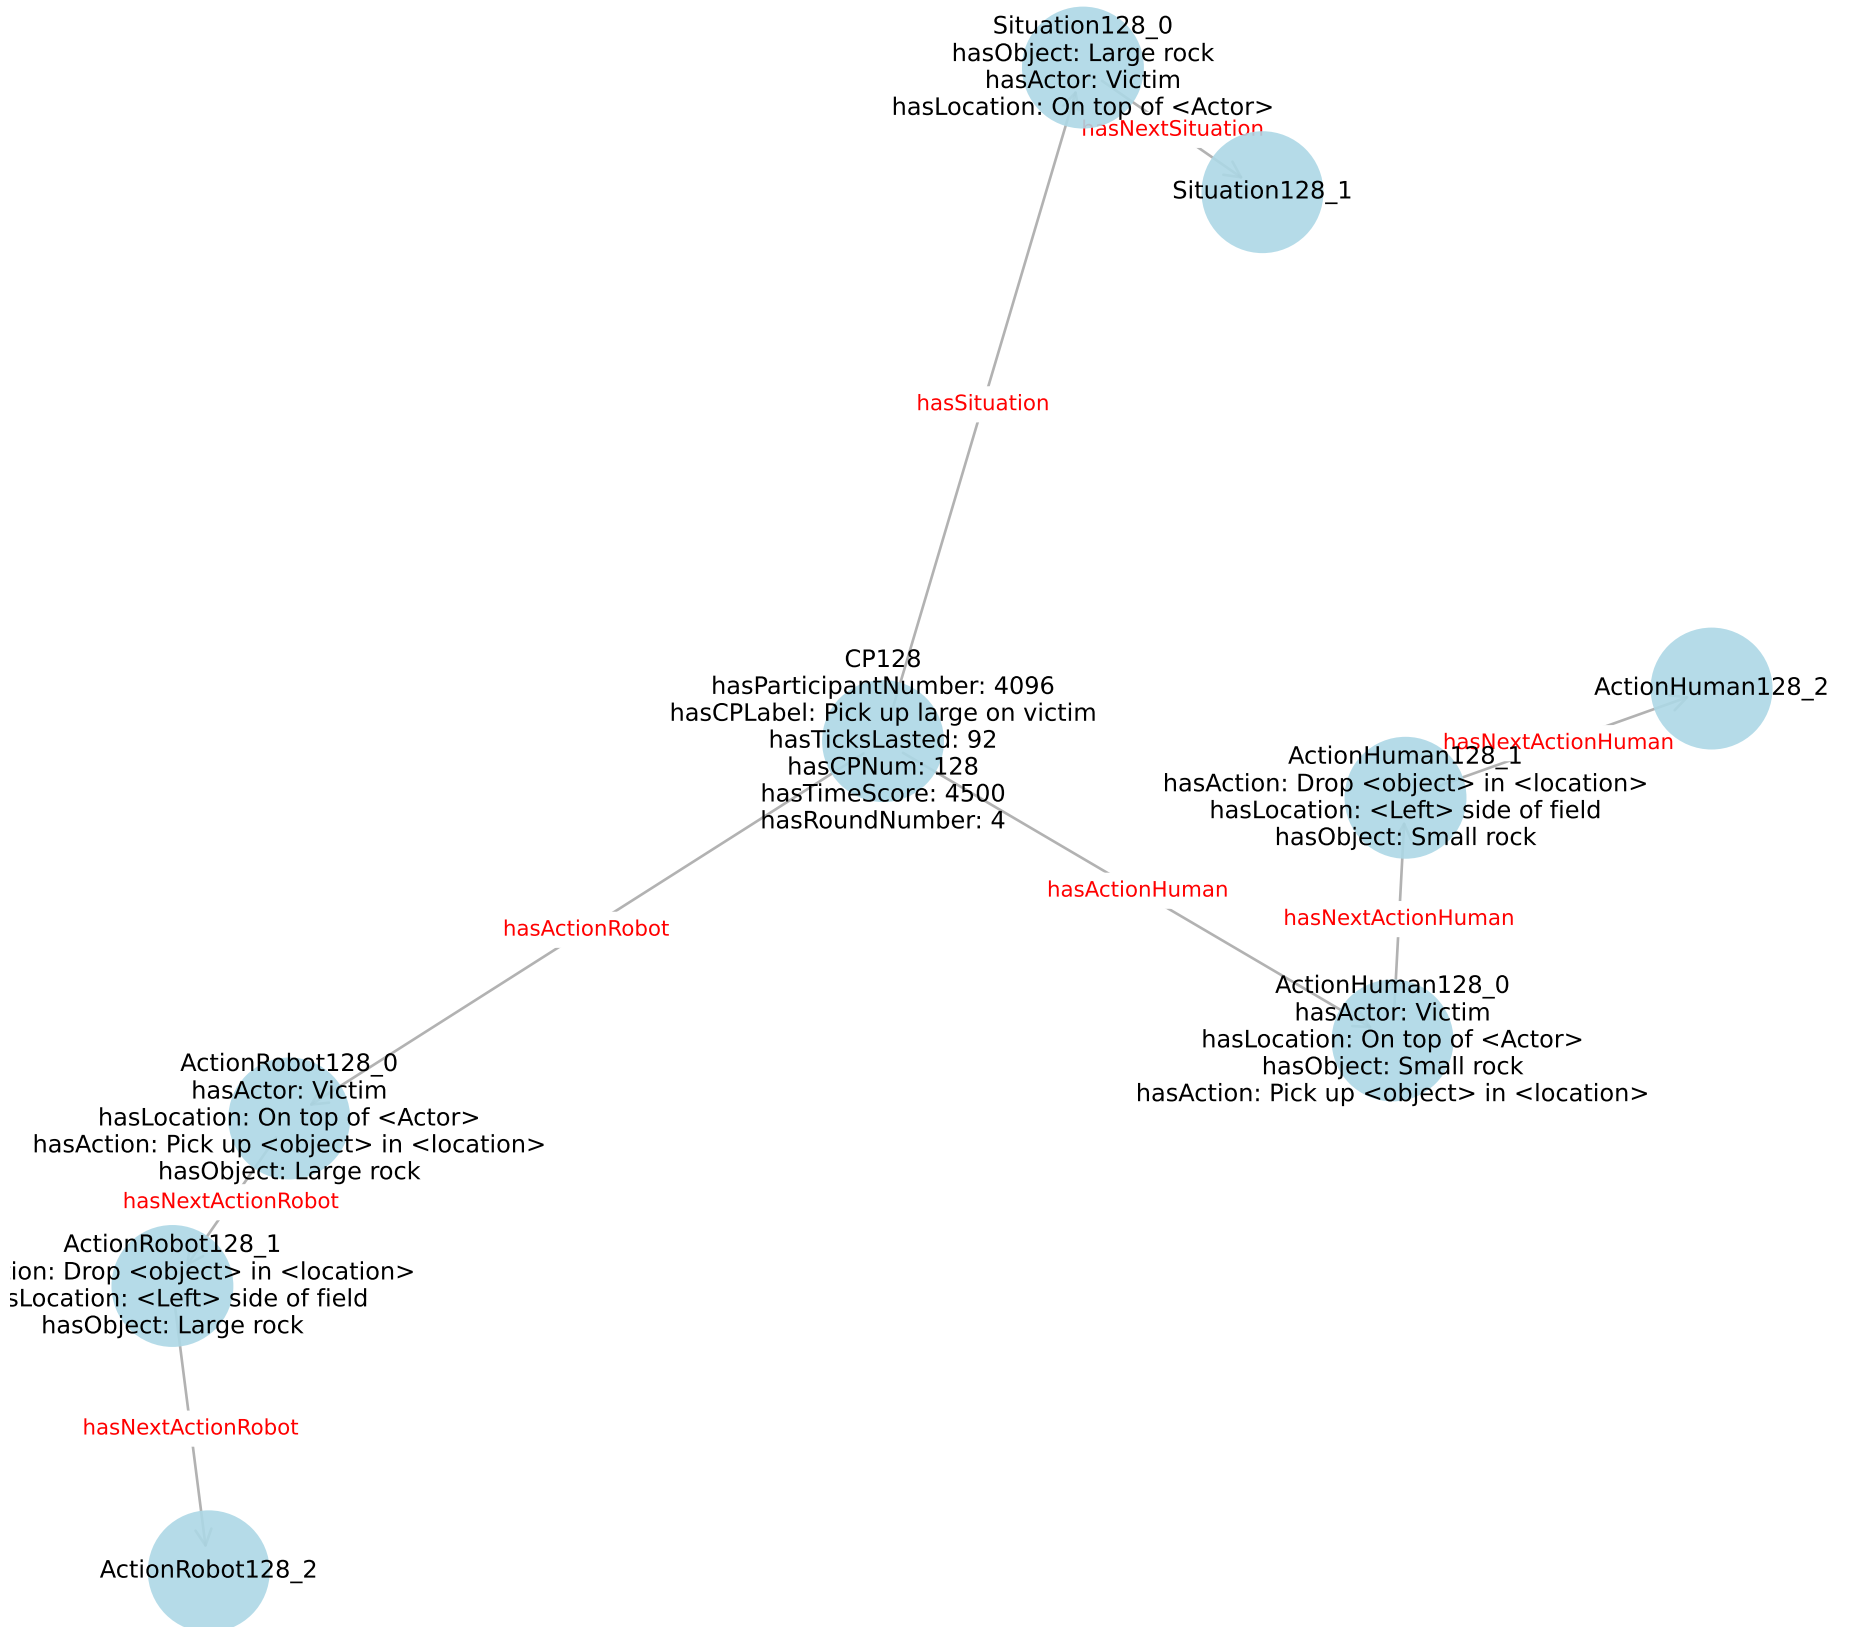 Situation128_0
hasObject: Large rock
hasActor: Victim
hasLocation: On top of <Actor>
hasNextSituation
Situation128_1
hasSituation
CP128
hasParticipantNumber: 4096
hasCPLabel: Pick up large on victim
hasTicksLasted: 92
hasCPNum: 128
hasTimeScore: 4500
hasRoundNumber: 4
ActionHuman128_2
hasNextActionHuman
ActionHuman128_1
hasAction: Drop <object> in <location>
hasLocation: <Left> side of field
hasObject: Small rock
hasActionHuman
hasNextActionHuman
hasActionRobot
ActionHuman128_0
hasActor: Victim
hasLocation: On top of <Actor>
hasObject: Small rock
hasAction: Pick up <object> in <location>
ActionRobot128_0
hasActor: Victim
hasLocation: On top of <Actor>
hasAction: Pick up <object> in <location>
hasObject: Large rock
hasNextActionRobot
ActionRobot128_1
ion: Drop <object> in <location>
sLocation: <Left> side of field
hasObject: Large rock
hasNextActionRobot
ActionRobot128_2